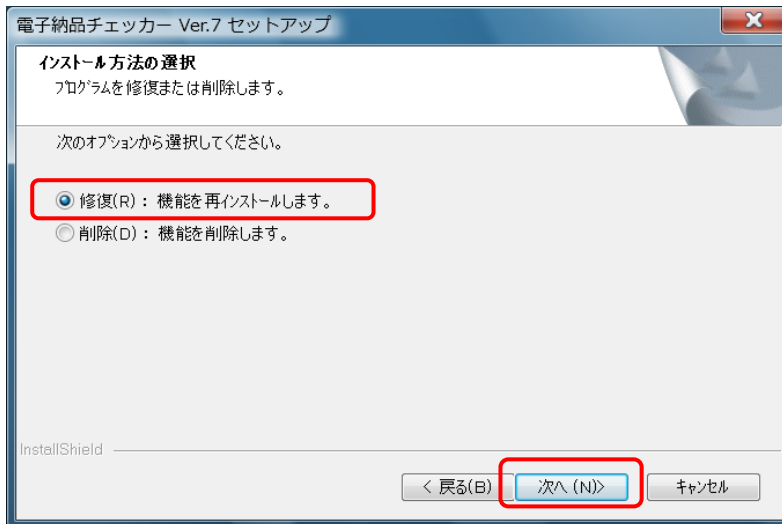 電子納品チェッカー Ver.7 セットアップ
インストール方法の選択
プログラムを修復または削除します。
次のオプションから選択してください。
修復(R)： 機能を再インストールします。
削除(D)： 機能を削除します。
InstallShield
< 戻る(B)
次へ (N)>
キャンセル